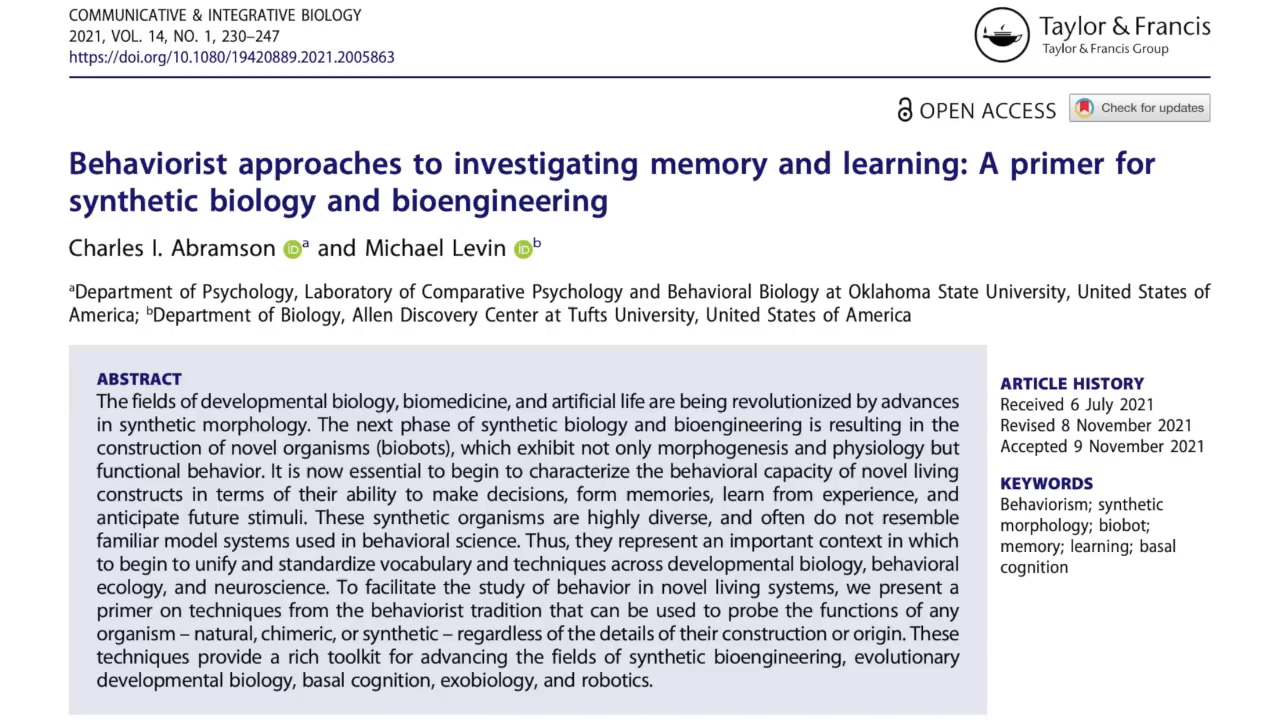 COMMUNICATIVE & INTEGRATIVE BIOLOGY
2021, VOL. 14, NO. 1, 230–247
https://doi.org/10.1080/19420889.2021.2005863
Taylor & Francis
Taylor & Francis Group
OPEN ACCESS
Check for updates
Behaviorist approaches to investigating memory and learning: A primer for
synthetic biology and bioengineering
Charles I. Abramson iD a and Michael Levin iD b
aDepartment of Psychology, Laboratory of Comparative Psychology and Behavioral Biology at Oklahoma State University, United States of
America; bDepartment of Biology, Allen Discovery Center at Tufts University, United States of America
ABSTRACT
The fields of developmental biology, biomedicine, and artificial life are being revolutionized by advances
in synthetic morphology. The next phase of synthetic biology and bioengineering is resulting in the
construction of novel organisms (biobots), which exhibit not only morphogenesis and physiology but
functional behavior. It is now essential to begin to characterize the behavioral capacity of novel living
constructs in terms of their ability to make decisions, form memories, learn from experience, and
anticipate future stimuli. These synthetic organisms are highly diverse, and often do not resemble
familiar model systems used in behavioral science. Thus, they represent an important context in which
to begin to unify and standardize vocabulary and techniques across developmental biology, behavioral
ecology, and neuroscience. To facilitate the study of behavior in novel living systems, we present a
primer on techniques from the behaviorist tradition that can be used to probe the functions of any
organism – natural, chimeric, or synthetic – regardless of the details of their construction or origin. These
techniques provide a rich toolkit for advancing the fields of synthetic bioengineering, evolutionary
developmental biology, basal cognition, exobiology, and robotics.
ARTICLE HISTORY
Received 6 July 2021
Revised 8 November 2021
Accepted 9 November 2021
KEYWORDS
Behaviorism; synthetic
morphology; biobot;
memory; learning; basal
cognition